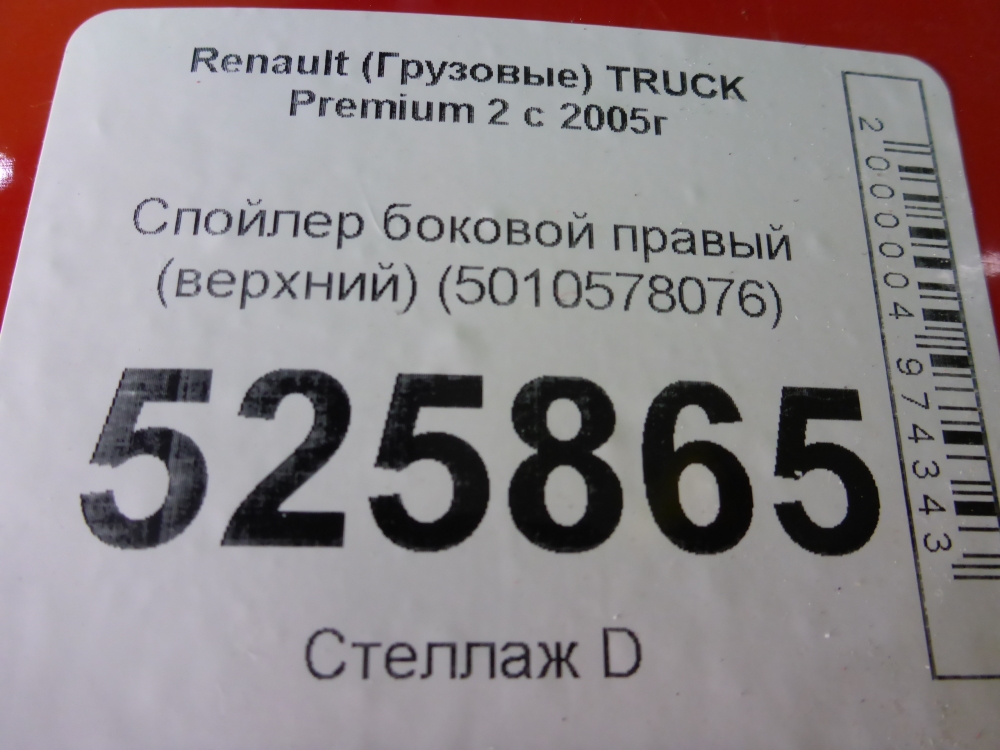 Renault (Грузовые) TRUCK
Premium 2 с 2005г
Спойлер боковой правый
(верхний) (5010578076)
525865
Стеллаж D
2000004974343